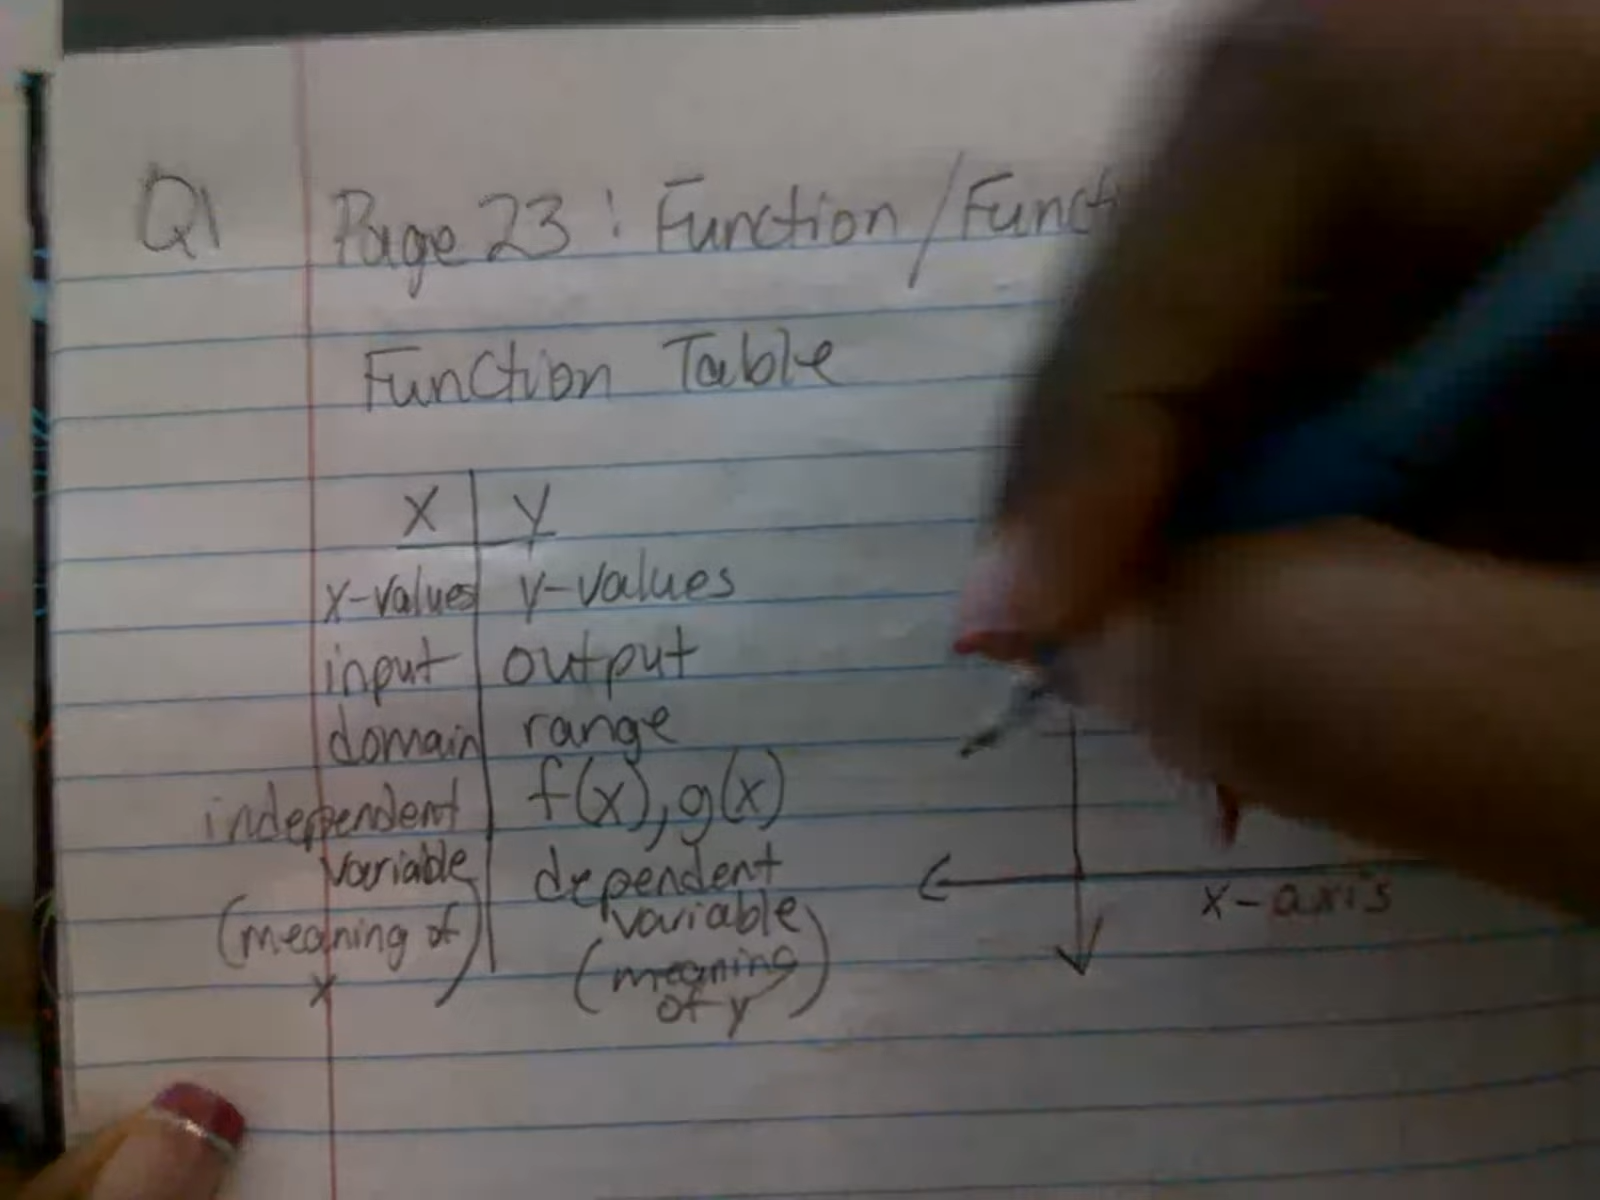 Q1 Page 23: Function/Funct
Function Table
x y
x-values y-values
input output
domain range
independent f(x), g(x)
variable dependent
(meaning of) variable
x (meaning
of y)
x-axis